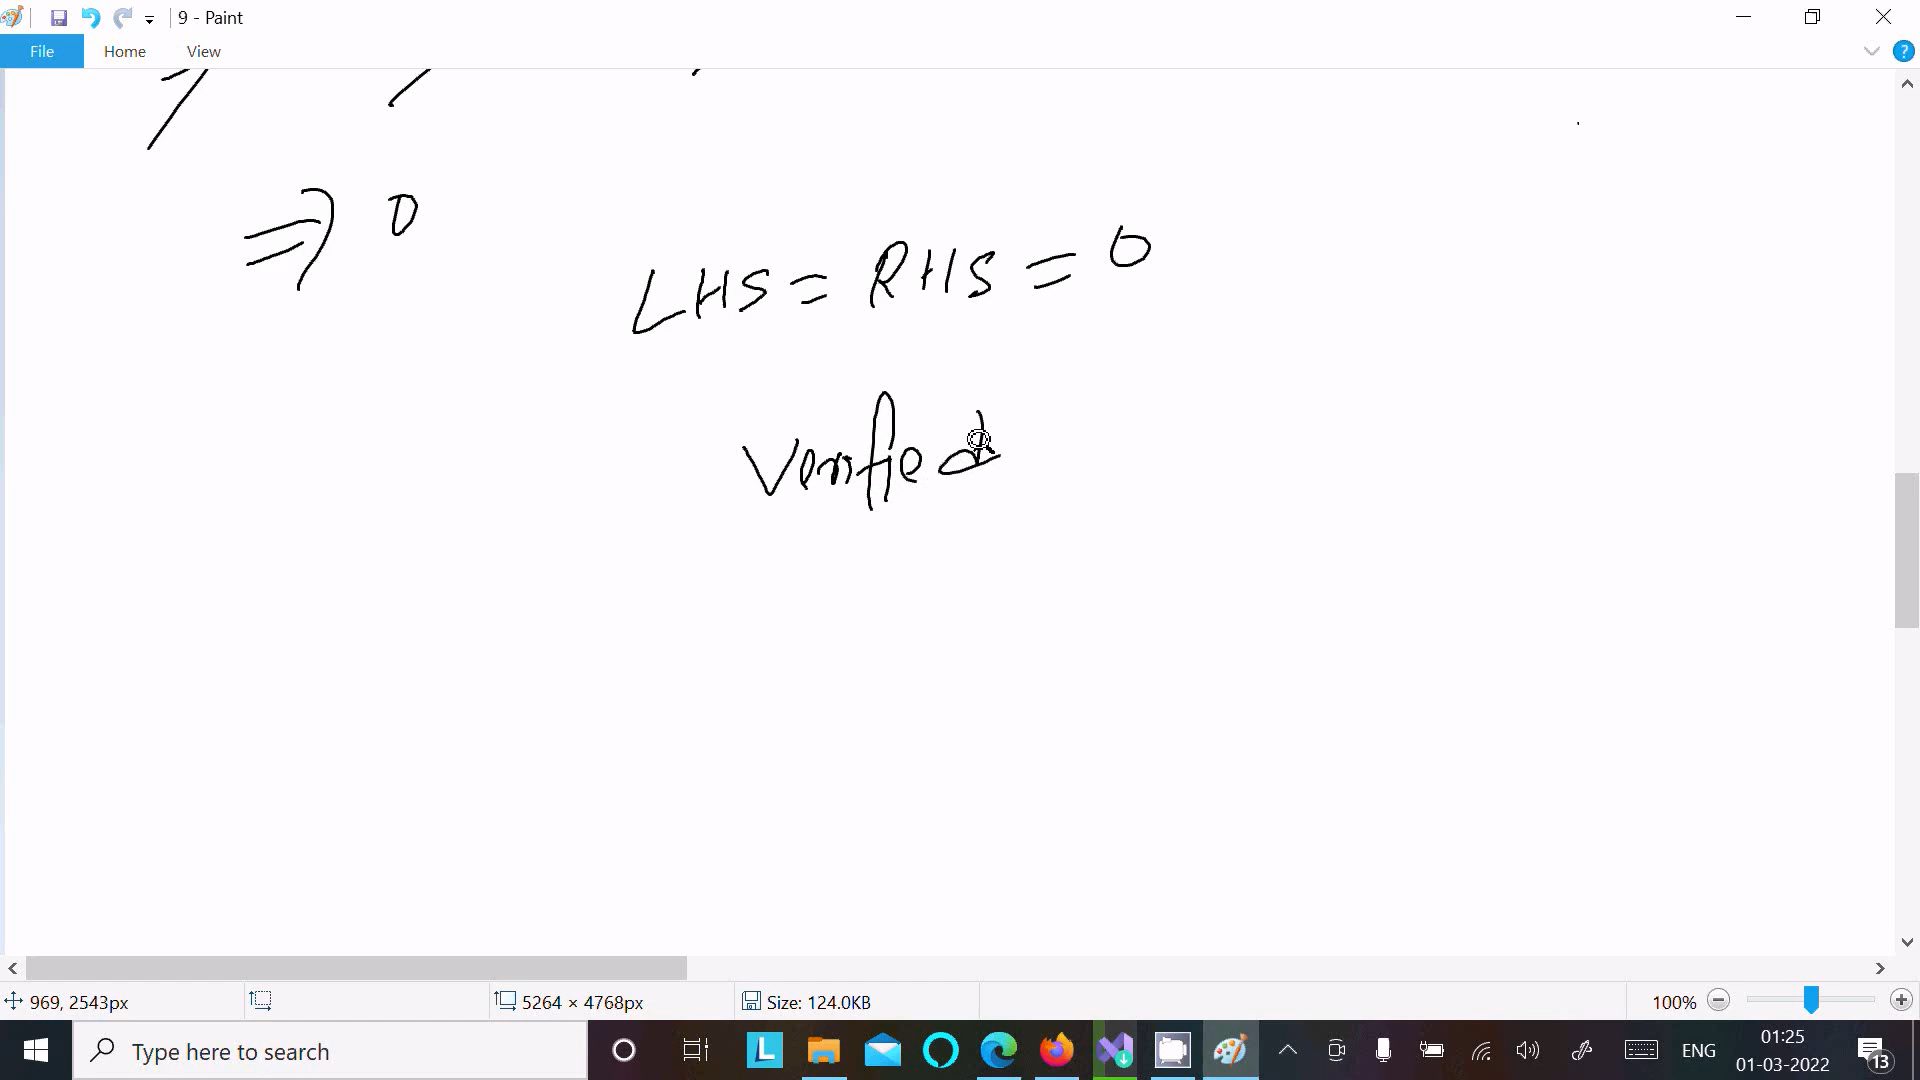 9 - Paint
File Home View
⇒ 0
LHS = RHS = 0
Verified
969, 2543px 5264 × 4768px Size: 124.0KB 100%
Type here to search
L
ENG
01:25
01-03-2022
13